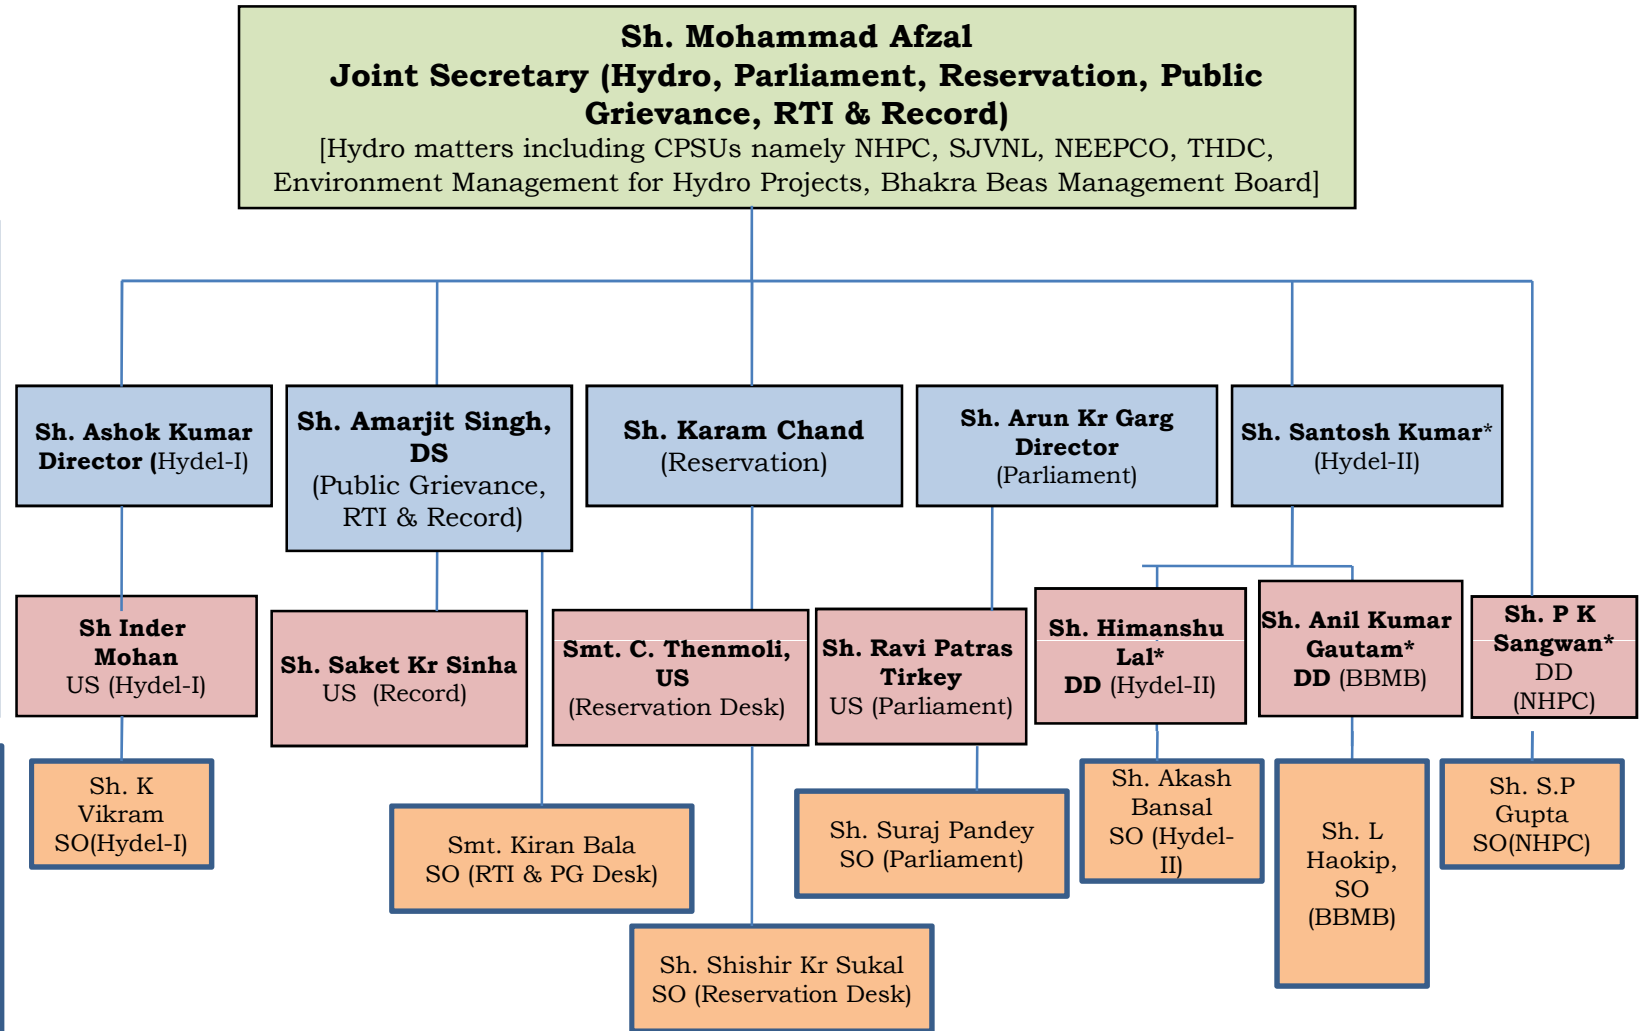 Sh. Mohammad Afzal
Joint Secretary (Hydro, Parliament, Reservation, Public
Grievance, RTI & Record)
[Hydro matters including CPSUs namely NHPC, SJVNL, NEEPCO, THDC,
Environment Management for Hydro Projects, Bhakra Beas Management Board]
Sh. Ashok Kumar
Director (Hydel-I)
Sh. Amarjit Singh,
DS
(Public Grievance,
RTI & Record)
Sh. Karam Chand
(Reservation)
Sh. Arun Kr Garg
Director
(Parliament)
Sh. Santosh Kumar*
(Hydel-II)
Sh Inder
Mohan
US (Hydel-I)
Sh. Saket Kr Sinha
US (Record)
Smt. C. Thenmoli,
US
(Reservation Desk)
Sh. Ravi Patras
Tirkey
US (Parliament)
Sh. Himanshu
Lal*
DD (Hydel-II)
Sh. Anil Kumar
Gautam*
DD (BBMB)
Sh. P K
Sangwan*
DD
(NHPC)
Sh. K
Vikram
SO(Hydel-I)
Smt. Kiran Bala
SO (RTI & PG Desk)
Sh. Shishir Kr Sukal
SO (Reservation Desk)
Sh. Suraj Pandey
SO (Parliament)
Sh. Akash
Bansal
SO (Hydel-
II)
Sh. L
Haokip,
SO
(BBMB)
Sh. S.P
Gupta
SO(NHPC)